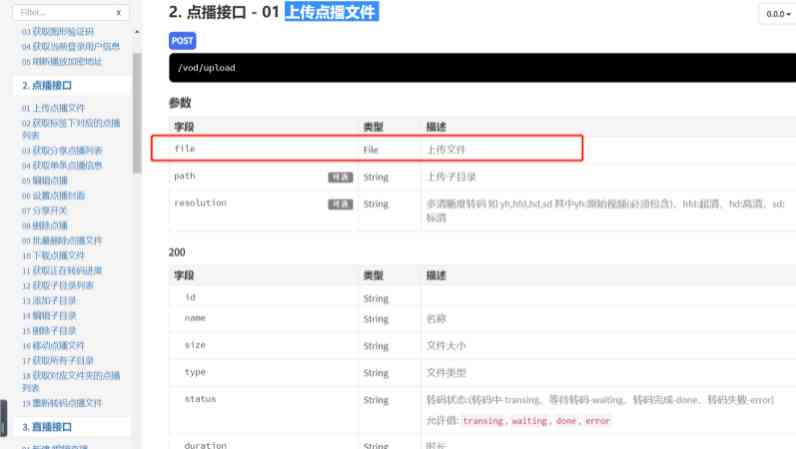 Filter... x
03 获取图形验证码
04 获取当前登录用户信息
05 刷新播放加密地址
2. 点播接口
01 上传点播文件
02 获取标签下对应的点播
列表
03 获取分享点播列表
04 获取单条点播信息
05 编辑点播
06 设置点播封面
07 分享开关
08 删除点播
09 批量删除点播文件
10 下载点播文件
11 获取正在转码进度
12 获取子目录列表
13 添加子目录
14 编辑子目录
15 删除子目录
16 移动点播文件
17 获取所有子目录
18 获取对应文件夹的点播
列表
19 重新转码点播文件
3. 直播接口
2. 点播接口 - 01 上传点播文件
0.0.0
POST
/vod/upload
参数
字段 类型 描述
file File 上传文件
path 可选 String 上传子目录
resolution 可选 String 多清晰度转码 如 yh,hhd,hd,sd 其中yh:原始视频(必须包含)、hhd:超清、hd:高清、sd:
标清
200
字段 类型 描述
id String
name String 名称
size String 文件大小
type String 文件类型
status String 转码状态:(转码中-transing、等待转码-waiting、转码完成-done、转码失败-error)
允许值: transing, waiting, done, error
duration String 时长